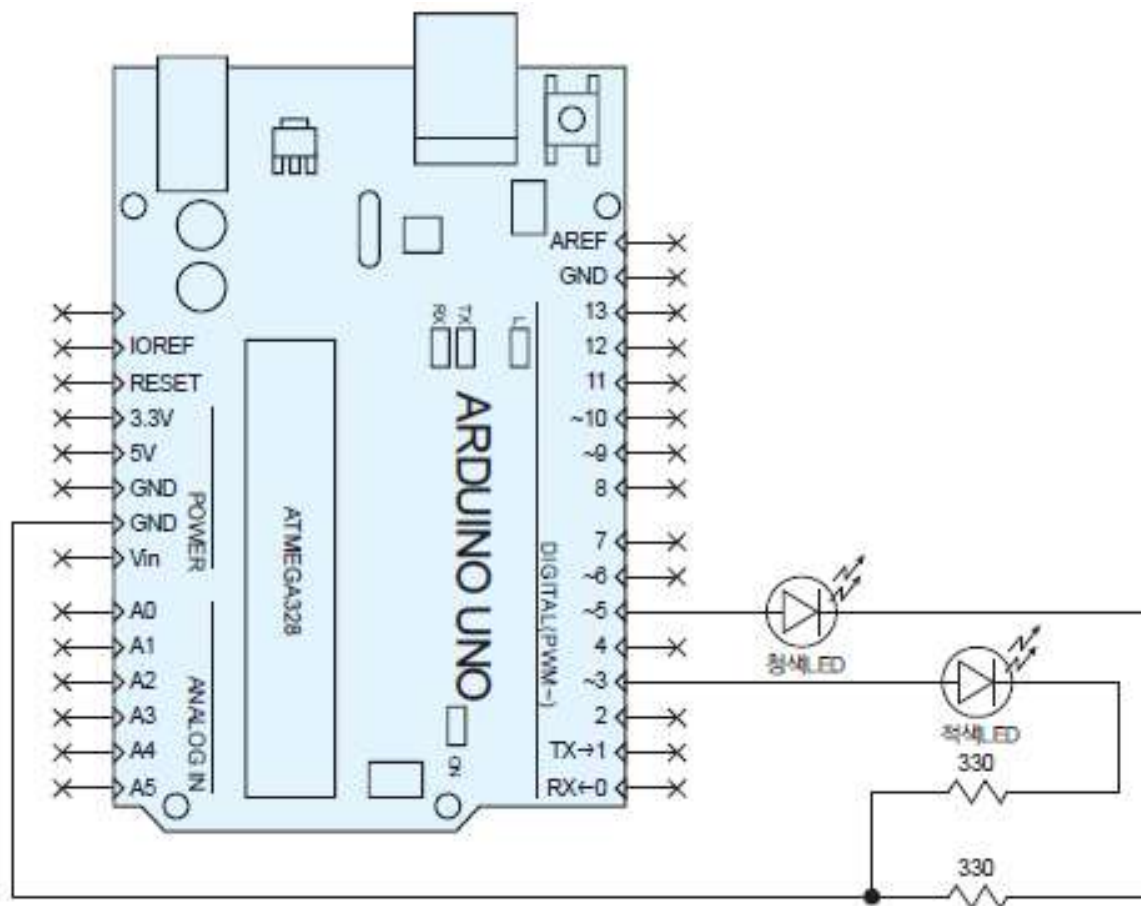 AREF
GND
13
12
11
~10
~9
8
7
~6
~5
4
~3
2
TX→1
RX←0
IOREF
RESET
3.3V
5V
GND
GND
Vin
POWER
A0
A1
A2
A3
A4
A5
ANALOG IN
RX
TX
L
ARDUINO UNO
ATMEGA328
DIGITAL(PWM~)
ON
청색LED
적색LED
330
330